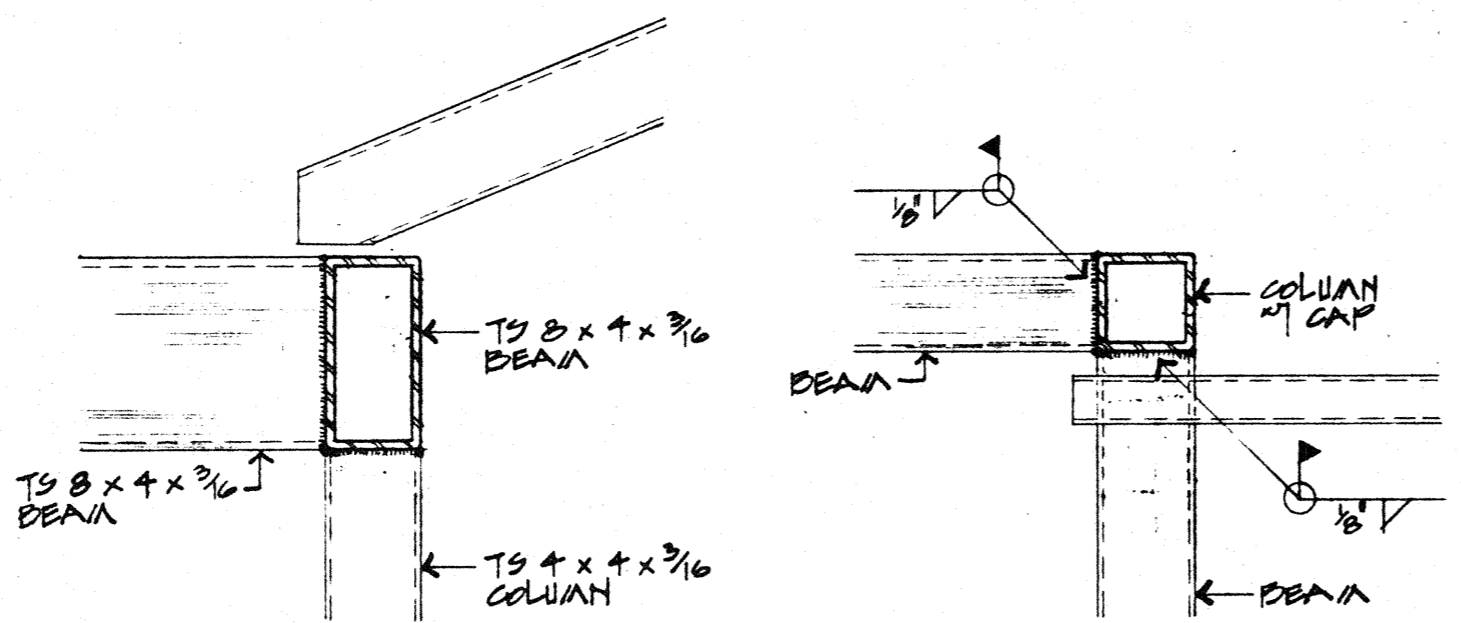 TS 8 x 4 x 3/16
BEAM
TS 8 x 4 x 3/16
BEAM
TS 4 x 4 x 3/16
COLUMN
1/8"
COLUMN
w/ CAP
BEAM
1/8"
BEAM